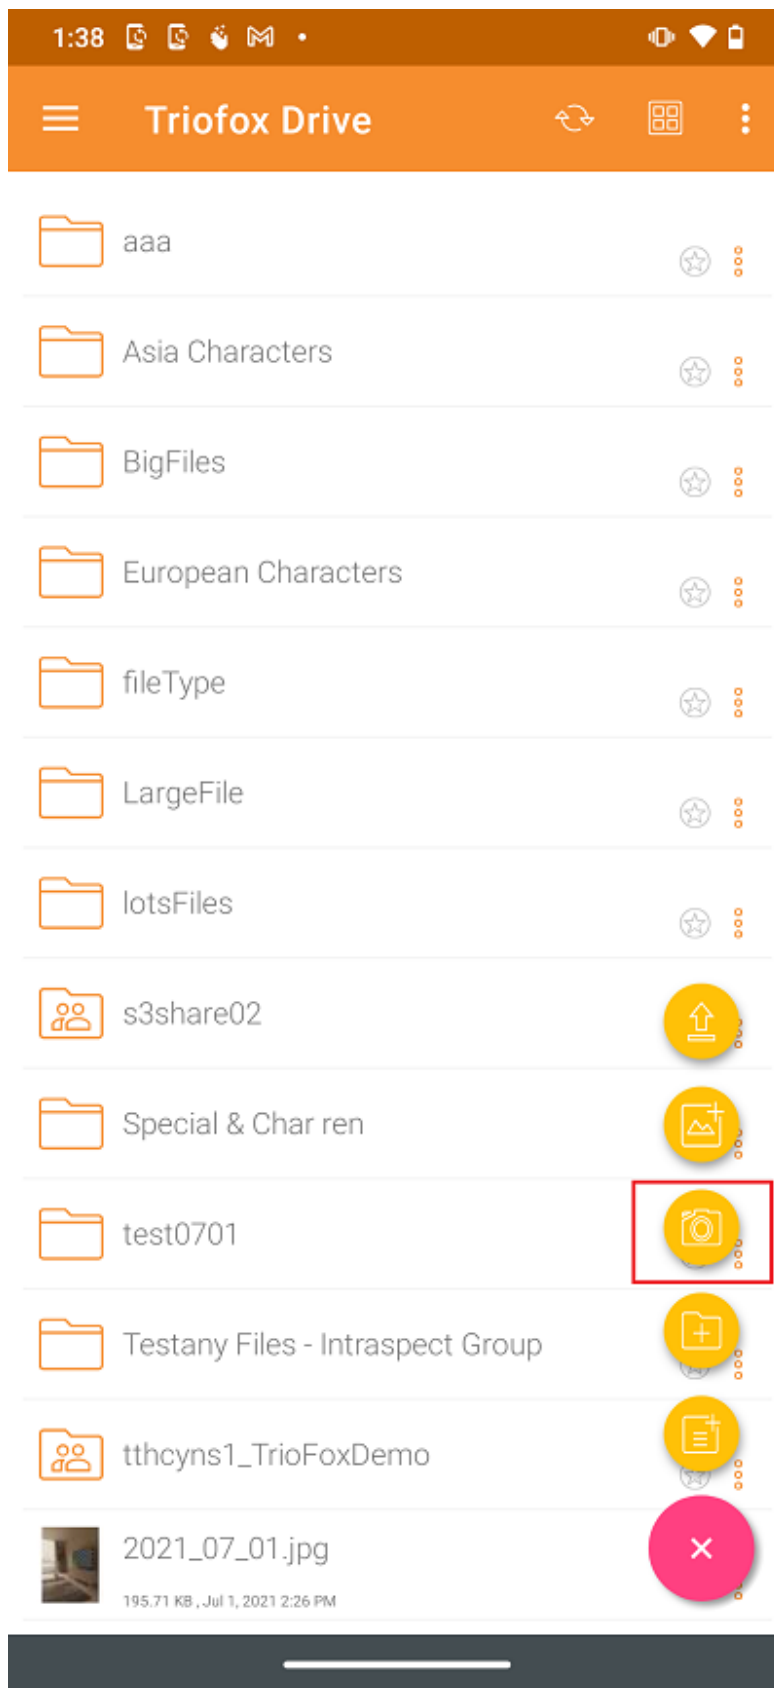 1:38
Triofox Drive
aaa
Asia Characters
BigFiles
European Characters
fileType
LargeFile
lotsFiles
s3share02
Special & Char ren
test0701
Testany Files - Intraspect Group
tthcyns1_TrioFoxDemo
2021_07_01.jpg
195.71 KB , Jul 1, 2021 2:26 PM